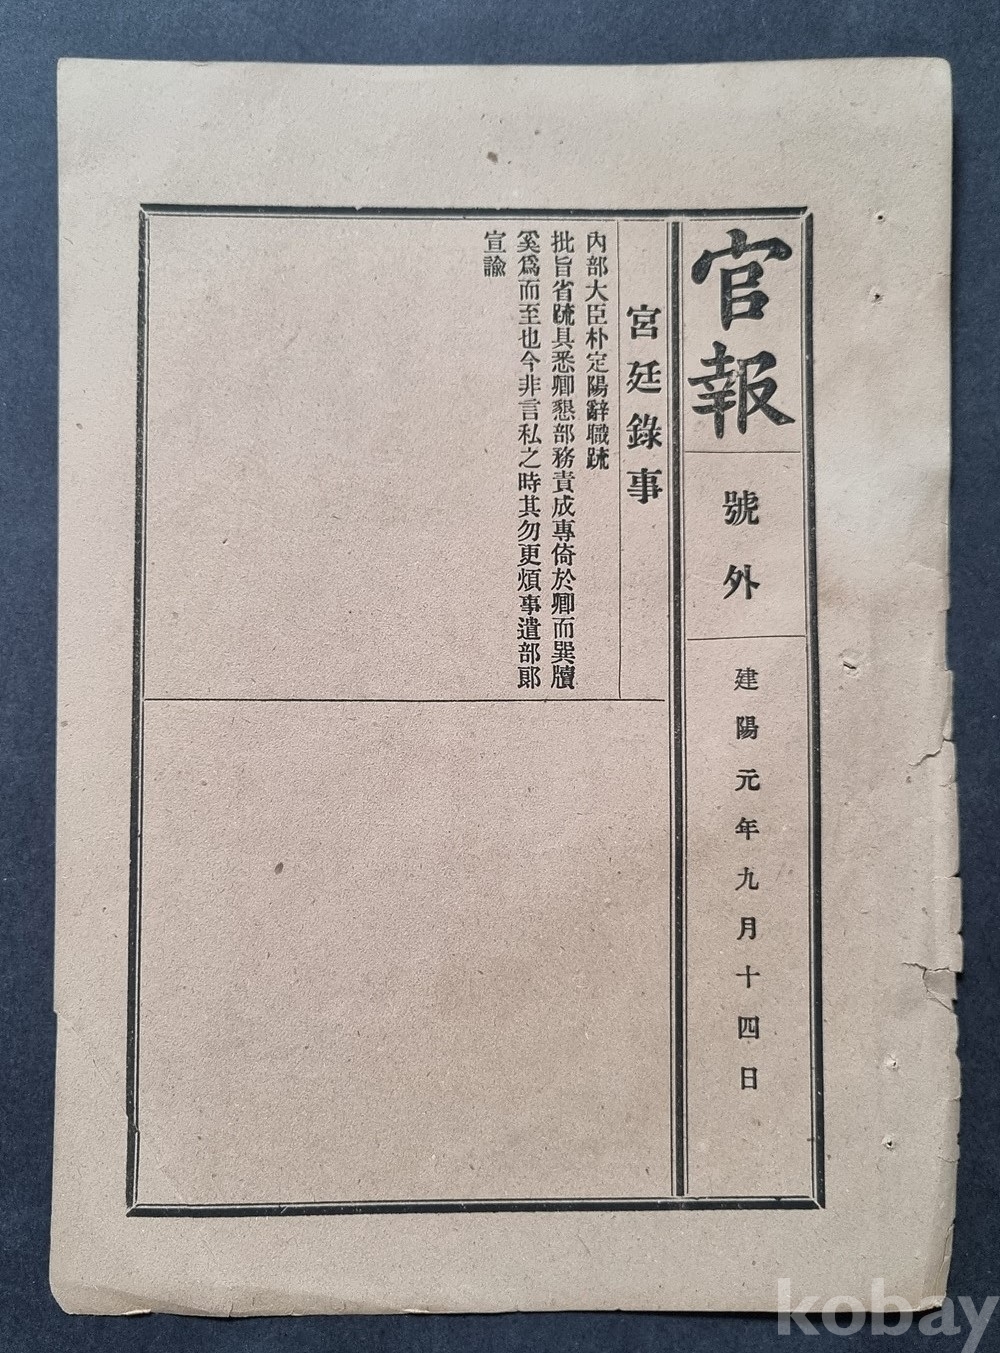 官報
號外
建陽元年九月十四日
宮廷錄事
內部大臣朴定陽辭職䟽
批旨省䟽具悉卿懇部務責成專倚於卿而巽牘
奚爲而至也今非言私之時其勿更煩事遣部郞
宣諭
kobay